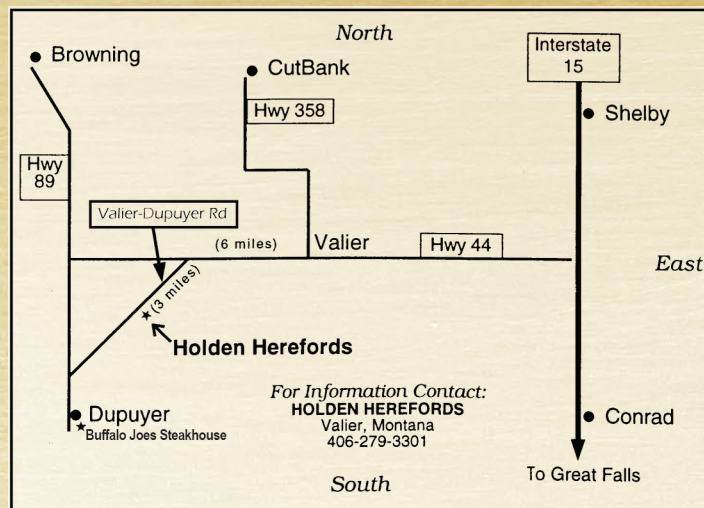 North
Browning
CutBank
Interstate
15
Hwy 358
Shelby
Hwy
89
Valier-Dupuyer Rd
(6 miles)
Valier
Hwy 44
East
(3 miles)
★
Holden Herefords
For Information Contact:
HOLDEN HEREFORDS
Valier, Montana
406-279-3301
Dupuyer
★Buffalo Joes Steakhouse
Conrad
South
To Great Falls